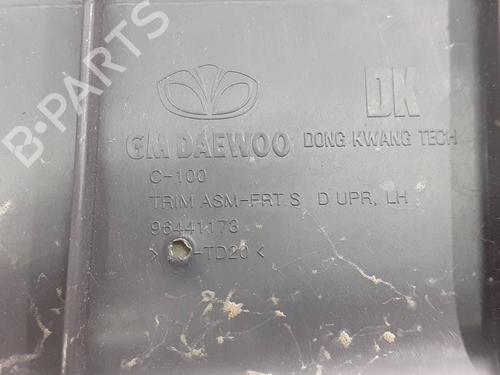 B-PARTS
DK
GM DAEWOO DONG KWANG TECH
C-100
TRIM ASM-FRT S D UPR, LH
96441173
> -TD20 <